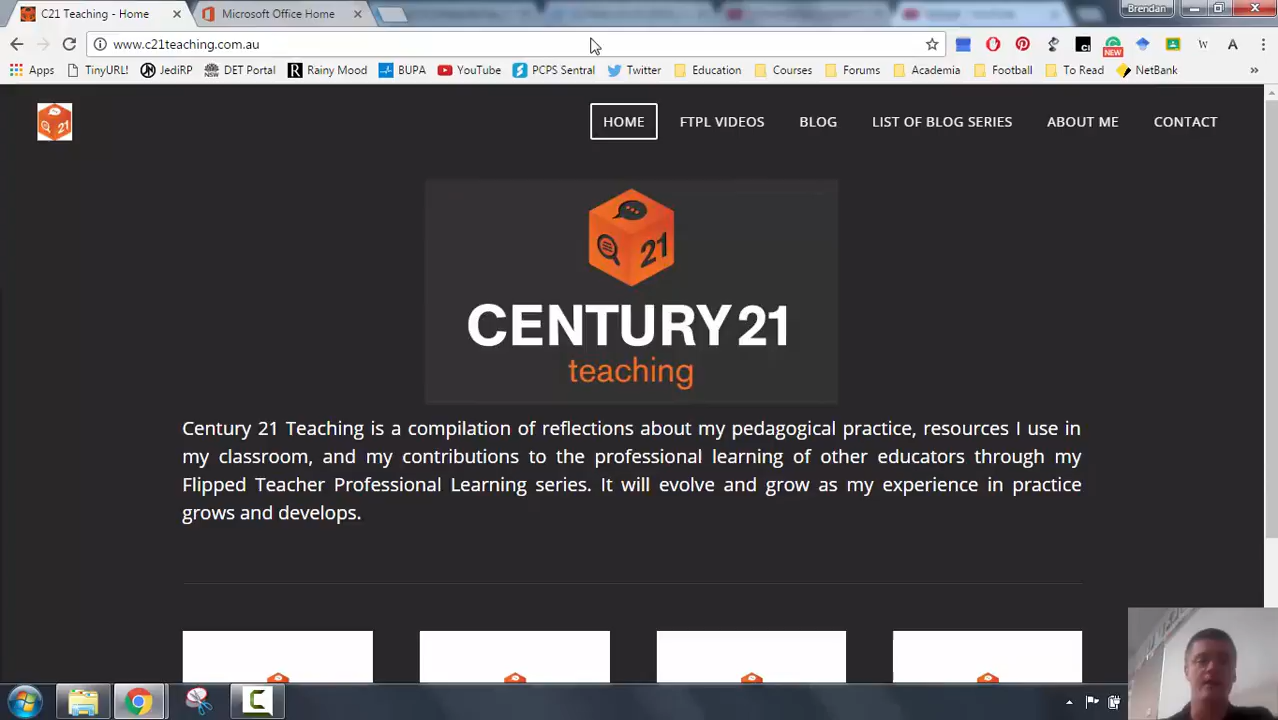 C21 Teaching - Home
Microsoft Office Home
Brendan
www.c21teaching.com.au
NEW
Apps
TinyURL!
JediRP
DET Portal
Rainy Mood
BUPA
YouTube
PCPS Sentral
Twitter
Education
Courses
Forums
Academia
Football
To Read
NetBank
HOME
FTPL VIDEOS
BLOG
LIST OF BLOG SERIES
ABOUT ME
CONTACT
21
21
CENTURY 21
teaching
Century 21 Teaching is a compilation of reflections about my pedagogical practice, resources I use in
my classroom, and my contributions to the professional learning of other educators through my
Flipped Teacher Professional Learning series. It will evolve and grow as my experience in practice
grows and develops.